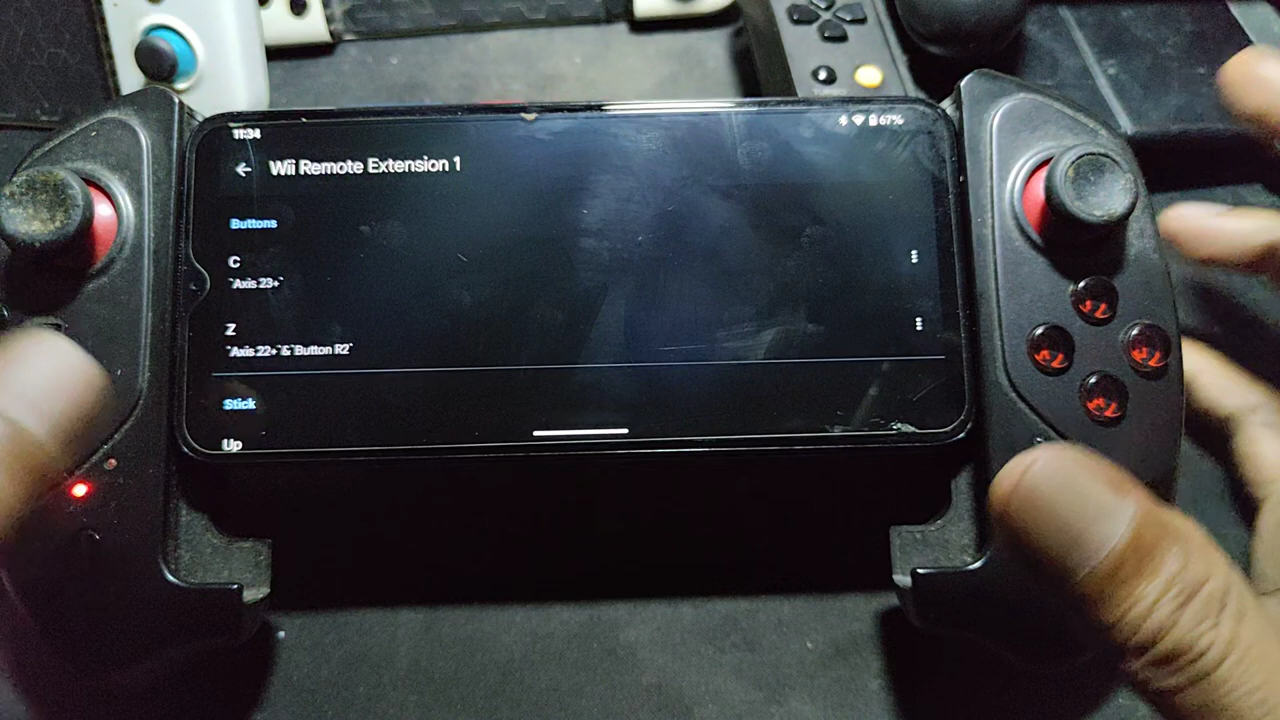 11:34
67%
Wii Remote Extension 1
Buttons
C
`Axis 23+`
Z
`Axis 22+`&`Button R2`
Stick
Up